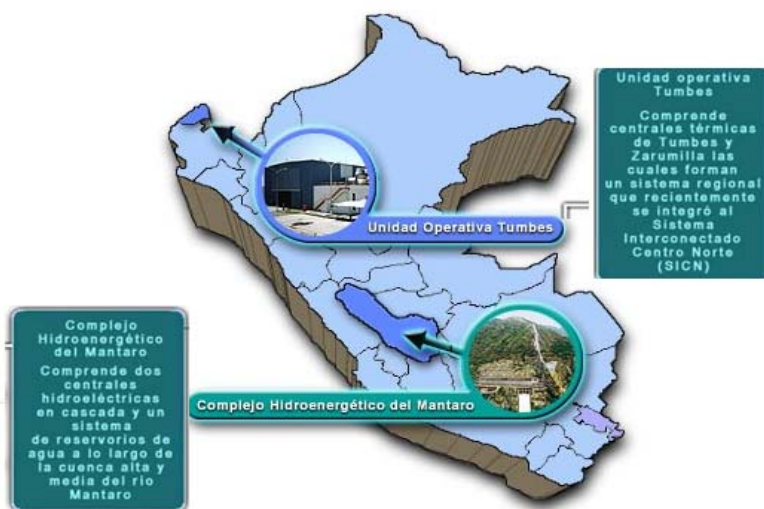 Unidad operativa
Tumbes
Comprende
centrales térmicas
de Tumbes y
Zarumilla las
cuales forman
un sistema regional
que recientemente
se integró al
Sistema
Interconectado
Centro Norte
(SICN)
Unidad Operativa Tumbes
Complejo
Hidroenergético
del Mantaro
Comprende dos
centrales
hidroeléctricas
en cascada y un
sistema
de reservorios de
agua a lo largo de
la cuenca alta y
media del río
Mantaro
Complejo Hidroenergético del Mantaro